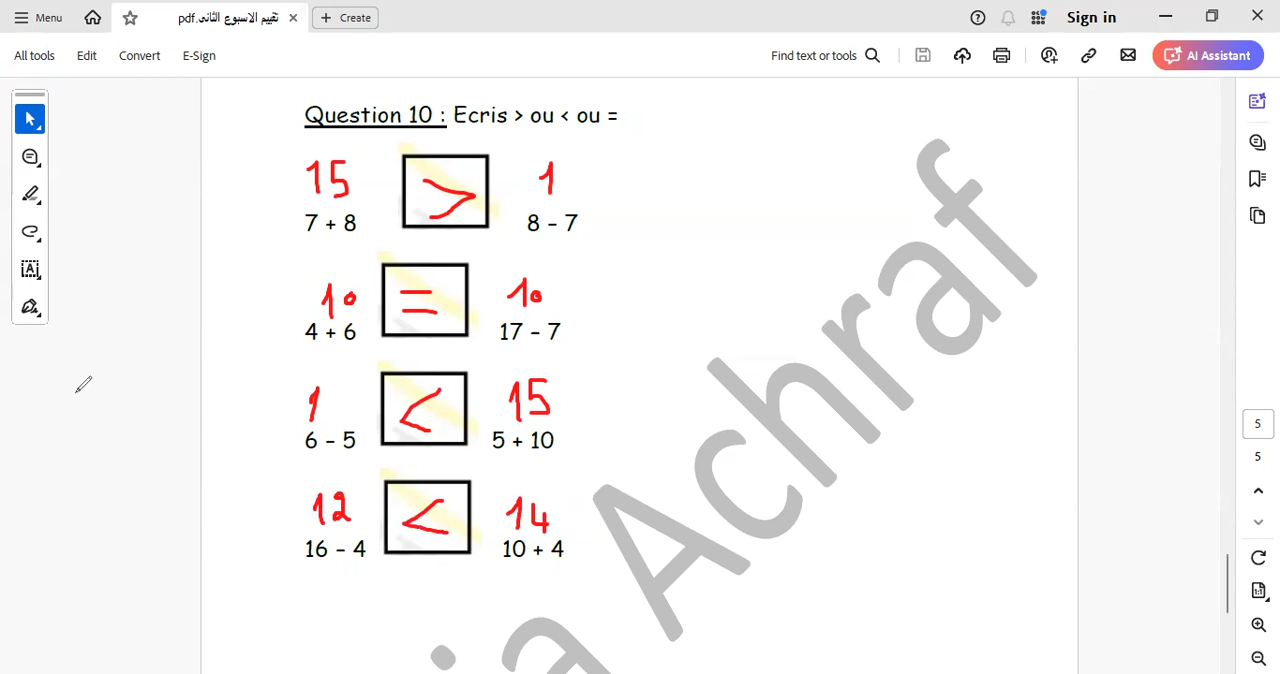 Menu
تقييم الاسبوع الثانى.pdf
Create
Sign in
All tools Edit Convert E-Sign
Find text or tools
AI Assistant
Question 10 : Ecris > ou < ou =
15 > 1
7 + 8 8 - 7
10 = 10
4 + 6 17 - 7
1 < 15
6 - 5 5 + 10
12 < 14
16 - 4 10 + 4
Achraf
5
5